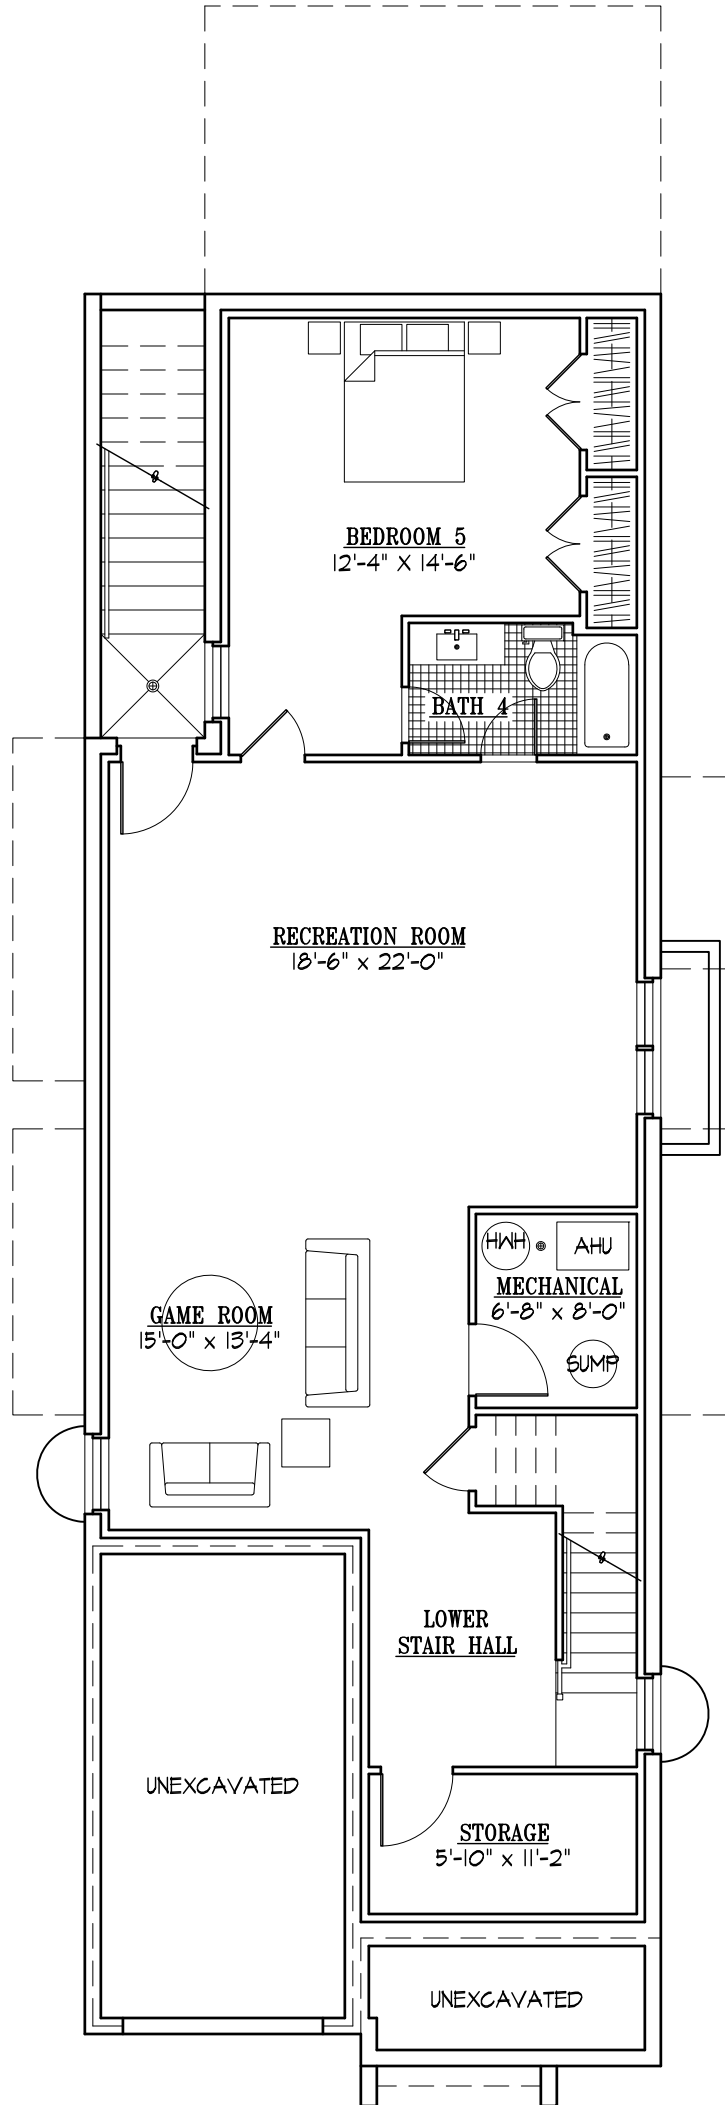 BEDROOM 5
12'-4" X 14'-6"
BATH 4
RECREATION ROOM
18'-6" x 22'-0"
HWH
AHU
MECHANICAL
6'-8" x 8'-0"
SUMP
GAME ROOM
15'-0" x 13'-4"
LOWER
STAIR HALL
UNEXCAVATED
STORAGE
5'-10" x 11'-2"
UNEXCAVATED